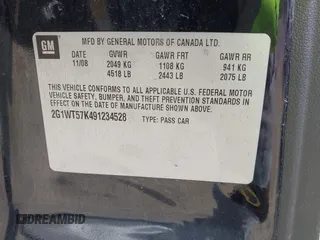 GM
MFD BY GENERAL MOTORS OF CANADA LTD.
DATE GVWR GAWR FRT GAWR RR
11/08 2049 KG 1108 KG 941 KG
4518 LB 2443 LB 2075 LB
THIS VEHICLE CONFORMS TO ALL APPLICABLE U.S. FEDERAL MOTOR
VEHICLE SAFETY, BUMPER, AND THEFT PREVENTION STANDARDS IN
EFFECT ON THE DATE OF MANUFACTURE SHOWN ABOVE.
2G1WT57K491234528 TYPE: PASS CAR
DREAMBID